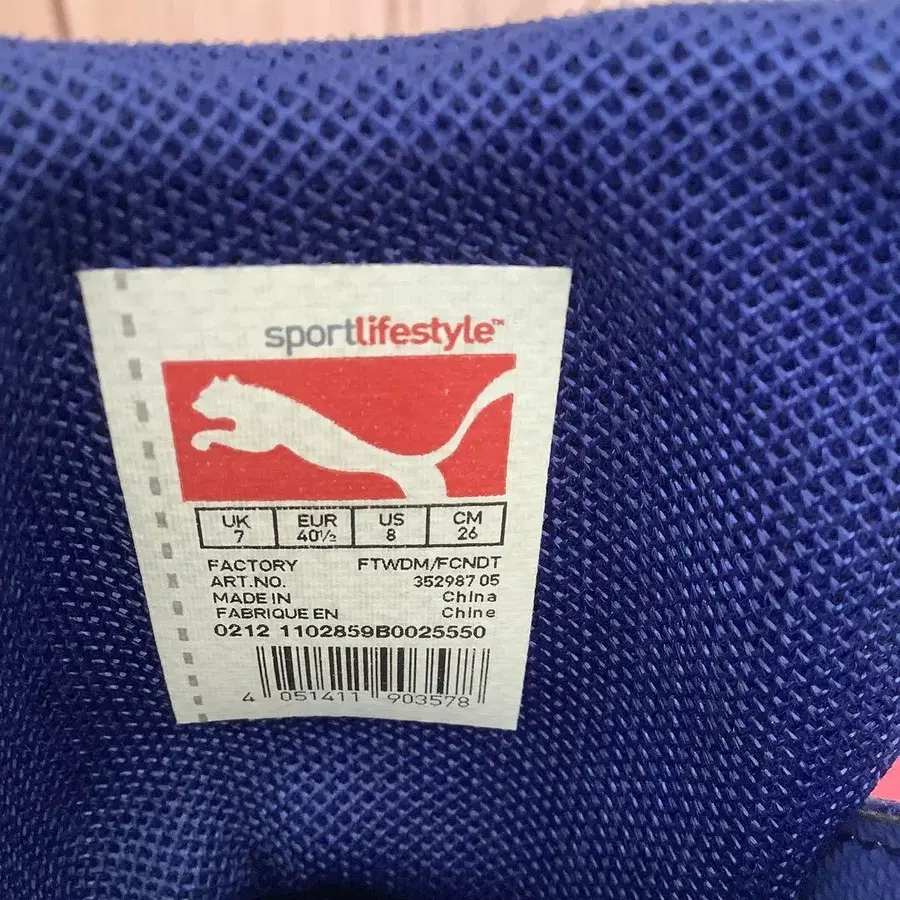 sportlifestyle™
UK EUR US CM
7 40½ 8 26
FACTORY FTWDM/FCNDT
ART.NO. 352987 05
MADE IN China
FABRIQUE EN Chine
0212 1102859B0025550
4 051411 903578